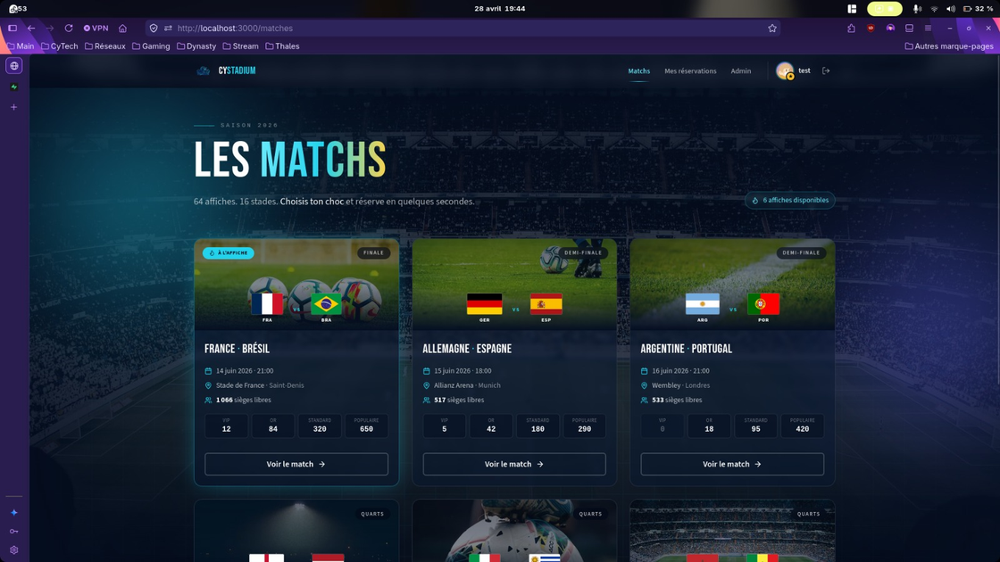 53
28 avril 19:44
32 %
VPN
http://localhost:3000/matches
Main CyTech Réseaux Gaming Dynasty Stream Thales
Autres marque-pages
CYSTADIUM
Matchs Mes réservations Admin test
SAISON 2026
LES MATCHS
64 affiches. 16 stades. Choisis ton choc et réserve en quelques secondes.
6 affiches disponibles
À L'AFFICHE
FINALE
FRA VS BRA
FRANCE · BRÉSIL
14 juin 2026 · 21:00
Stade de France · Saint-Denis
1 066 sièges libres
VIP OR STANDARD POPULAIRE
12 84 320 650
Voir le match →
DEMI-FINALE
GER VS ESP
ALLEMAGNE · ESPAGNE
15 juin 2026 · 18:00
Allianz Arena · Munich
517 sièges libres
VIP OR STANDARD POPULAIRE
5 42 180 290
Voir le match →
DEMI-FINALE
ARG VS POR
ARGENTINE · PORTUGAL
16 juin 2026 · 21:00
Wembley · Londres
533 sièges libres
VIP OR STANDARD POPULAIRE
0 18 95 420
Voir le match →
QUARTS
QUARTS
QUARTS